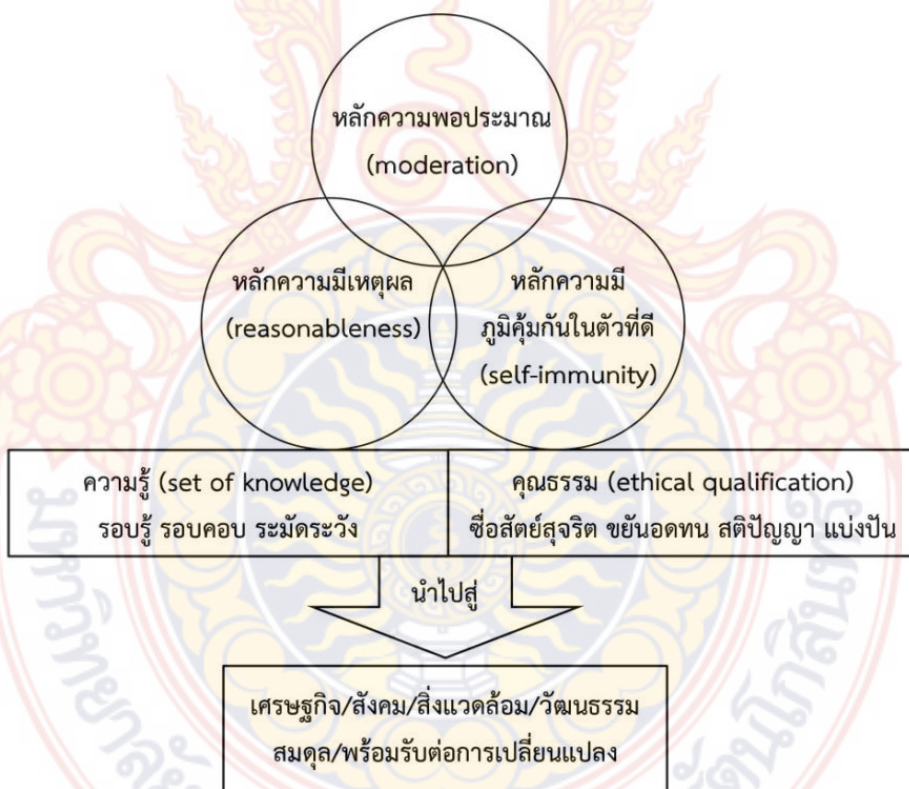 หลักความพอประมาณ
(moderation)
หลักความมีเหตุผล
(reasonableness)
หลักความมี
ภูมิคุ้มกันในตัวที่ดี
(self-immunity)
ความรู้ (set of knowledge)
รอบรู้ รอบคอบ ระมัดระวัง
คุณธรรม (ethical qualification)
ซื่อสัตย์สุจริต ขยันอดทน สติปัญญา แบ่งปัน
นำไปสู่
เศรษฐกิจ/สังคม/สิ่งแวดล้อม/วัฒนธรรม
สมดุล/พร้อมรับต่อการเปลี่ยนแปลง